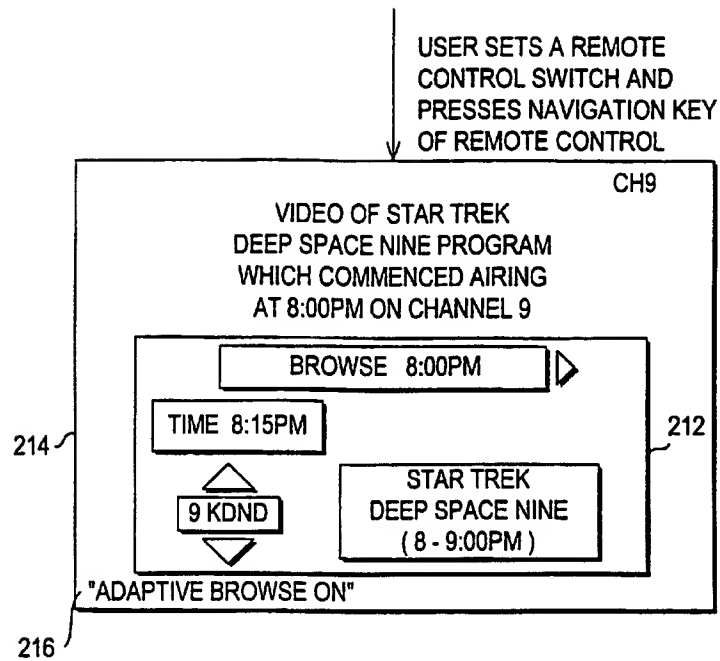 USER SETS A REMOTE
CONTROL SWITCH AND
PRESSES NAVIGATION KEY
OF REMOTE CONTROL
CH9
VIDEO OF STAR TREK
DEEP SPACE NINE PROGRAM
WHICH COMMENCED AIRING
AT 8:00PM ON CHANNEL 9
BROWSE 8:00PM
TIME 8:15PM
214
212
9 KDND
STAR TREK
DEEP SPACE NINE
( 8 - 9:00PM )
"ADAPTIVE BROWSE ON"
216